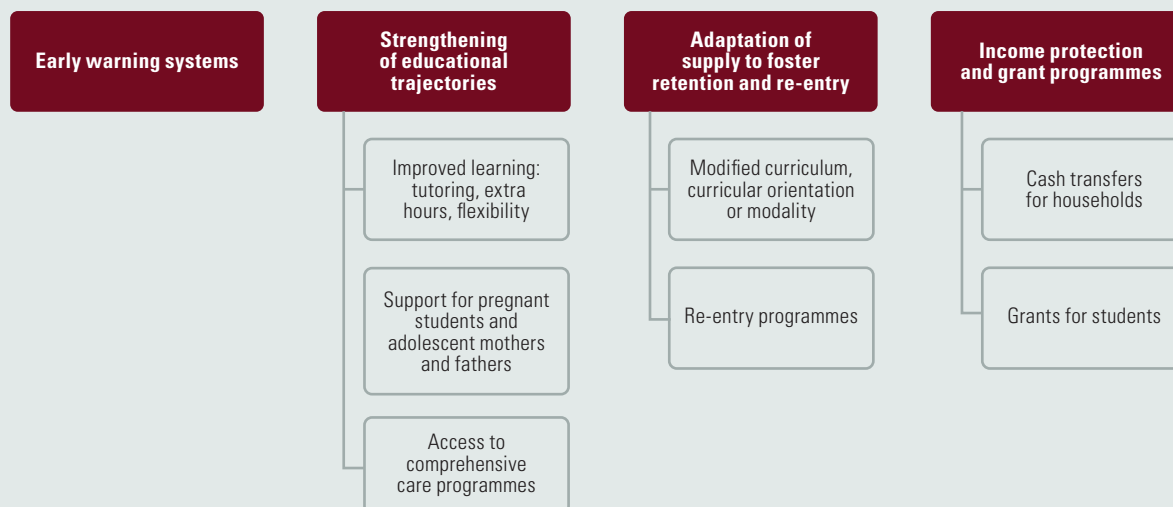 Early warning systems
Strengthening
of educational
trajectories
Improved learning:
tutoring, extra
hours, flexibility
Support for pregnant
students and
adolescent mothers
and fathers
Access to
comprehensive
care programmes
Adaptation of
supply to foster
retention and re-entry
Modified curriculum,
curricular orientation
or modality
Re-entry programmes
Income protection
and grant programmes
Cash transfers
for households
Grants for students